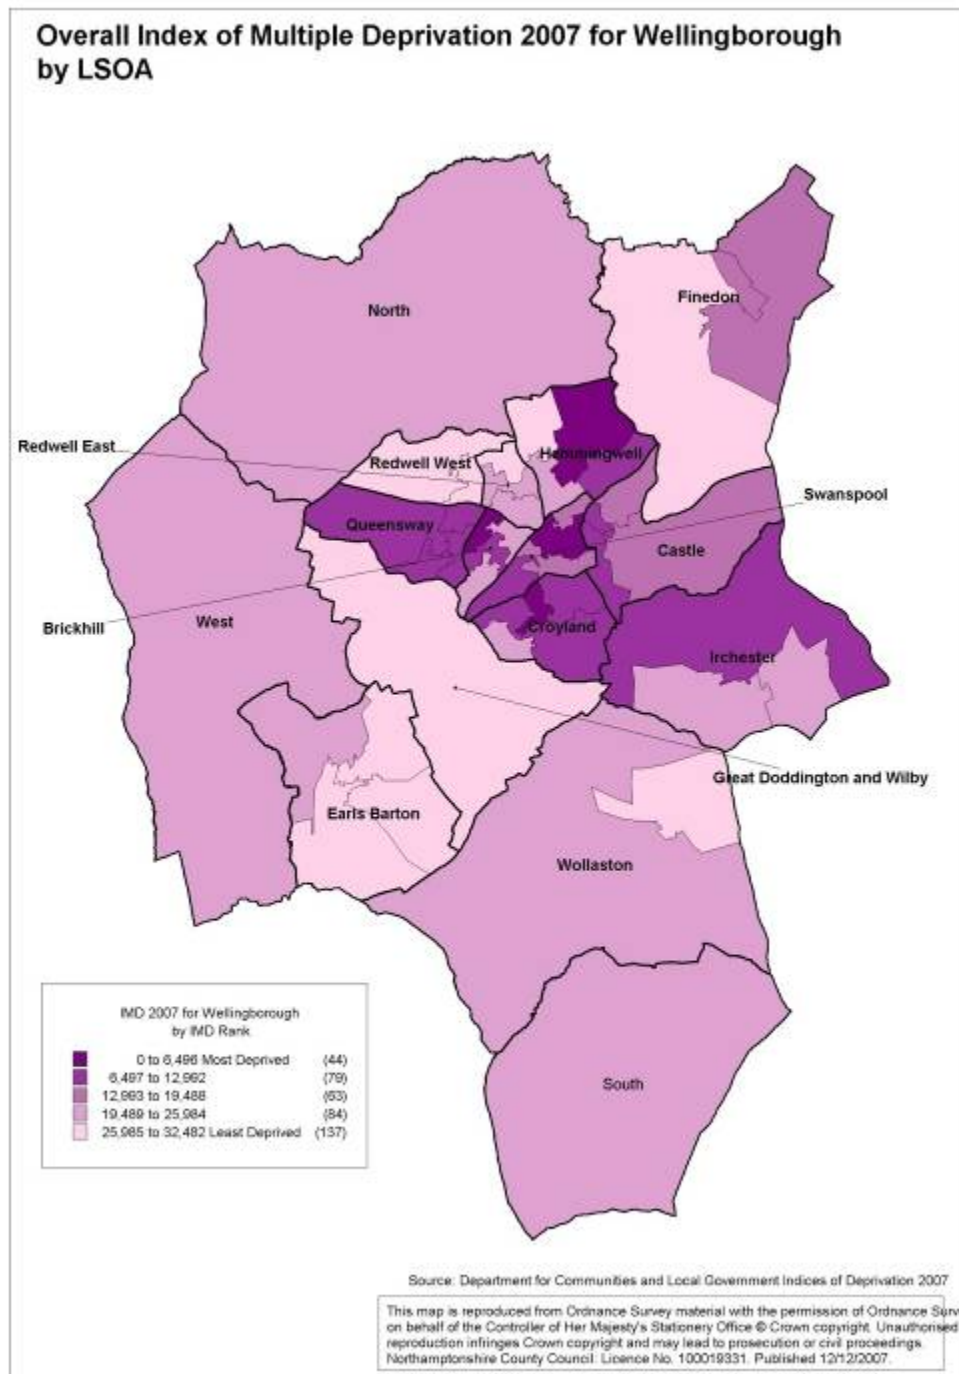 Overall Index of Multiple Deprivation 2007 for Wellingborough
by LSOA
North
Finedon
Redwell East
Redwell West
Hemmingwell
Swanspool
Queensway
Castle
Brickhill
West
Croyland
Irchester
Great Doddington and Wilby
Earls Barton
Wollaston
South
IMD 2007 for Wellingborough
by IMD Rank
0 to 6,496 Most Deprived (44)
6,497 to 12,992 (79)
12,993 to 19,488 (63)
19,489 to 25,984 (84)
25,985 to 32,482 Least Deprived (137)
Source: Department for Communities and Local Government Indices of Deprivation 2007
This map is reproduced from Ordnance Survey material with the permission of Ordnance Surv
on behalf of the Controller of Her Majesty's Stationery Office © Crown copyright. Unauthorised
reproduction infringes Crown copyright and may lead to prosecution or civil proceedings
Northamptonshire County Council: Licence No. 100019331. Published 12/12/2007.